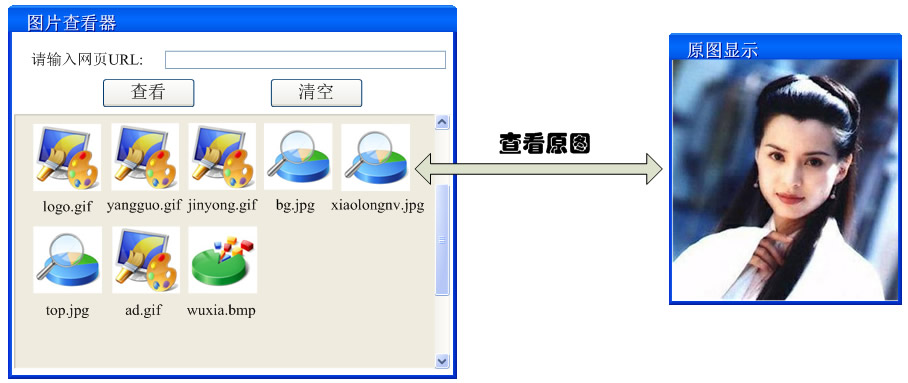 图片查看器
请输入网页URL:
查看 清空
logo.gif yangguo.gif jinyong.gif bg.jpg xiaolongnv.jpg
top.jpg ad.gif wuxia.bmp
查看原图
原图显示